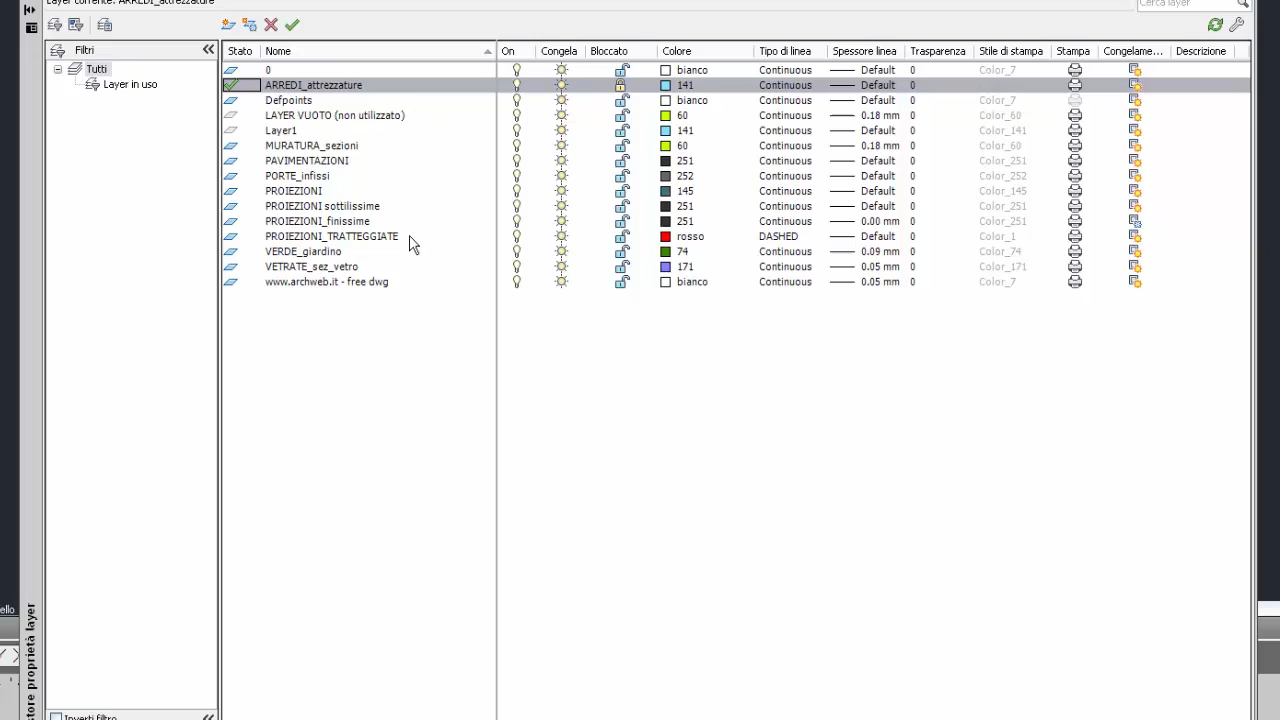 Layer corrente: ARREDI_attrezzature
Cerca layer
Filtri
Tutti
Layer in uso
Stato Nome On Congela Bloccato Colore Tipo di linea Spessore linea Trasparenza Stile di stampa Stampa Congelame... Descrizione
0 bianco Continuous Default 0 Color_7
ARREDI_attrezzature 141 Continuous Default 0
Defpoints bianco Continuous Default 0 Color_7
LAYER VUOTO (non utilizzato) 60 Continuous 0.18 mm 0 Color_60
Layer1 141 Continuous Default 0 Color_141
MURATURA_sezioni 60 Continuous 0.18 mm 0 Color_60
PAVIMENTAZIONI 251 Continuous Default 0 Color_251
PORTE_infissi 252 Continuous Default 0 Color_252
PROIEZIONI 145 Continuous Default 0 Color_145
PROIEZIONI sottilissime 251 Continuous Default 0 Color_251
PROIEZIONI_finissime 251 Continuous 0.00 mm 0 Color_251
PROIEZIONI_TRATTEGGIATE rosso DASHED Default 0 Color_1
VERDE_giardino 74 Continuous 0.09 mm 0 Color_74
VETRATE_sez_vetro 171 Continuous 0.05 mm 0 Color_171
www.archweb.it - free dwg bianco Continuous 0.05 mm 0 Color_7
ello
store proprietà layer
Inverti filtro